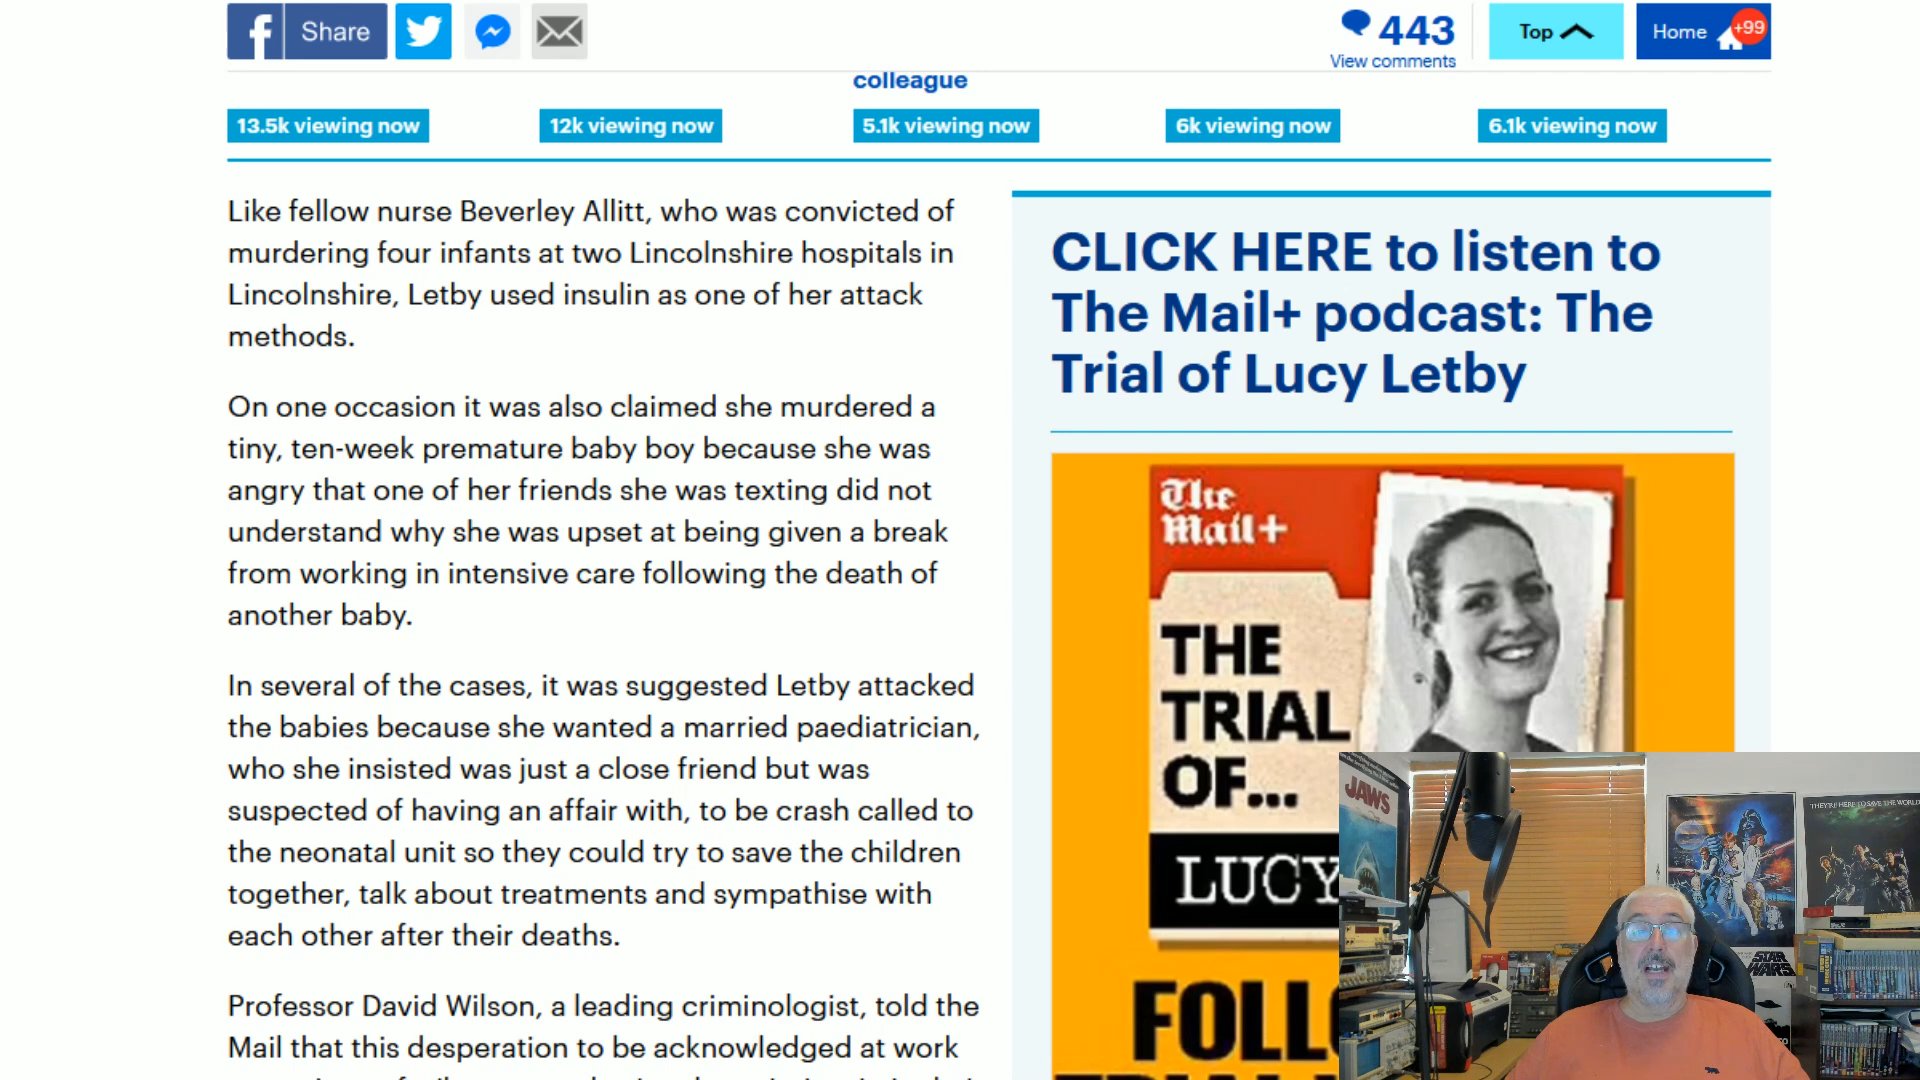 f Share
443
View comments
Top
Home +99
colleague
13.5k viewing now
12k viewing now
5.1k viewing now
6k viewing now
6.1k viewing now
Like fellow nurse Beverley Allitt, who was convicted of
murdering four infants at two Lincolnshire hospitals in
Lincolnshire, Letby used insulin as one of her attack
methods.
On one occasion it was also claimed she murdered a
tiny, ten-week premature baby boy because she was
angry that one of her friends she was texting did not
understand why she was upset at being given a break
from working in intensive care following the death of
another baby.
In several of the cases, it was suggested Letby attacked
the babies because she wanted a married paediatrician,
who she insisted was just a close friend but was
suspected of having an affair with, to be crash called to
the neonatal unit so they could try to save the children
together, talk about treatments and sympathise with
each other after their deaths.
Professor David Wilson, a leading criminologist, told the
Mail that this desperation to be acknowledged at work
CLICK HERE to listen to
The Mail+ podcast: The
Trial of Lucy Letby
The
Mail+
THE
TRIAL
OF...
LUCY
FOLL
JAWS
THEY'RE HERE TO SAVE THE WORLD
STAR
WARS